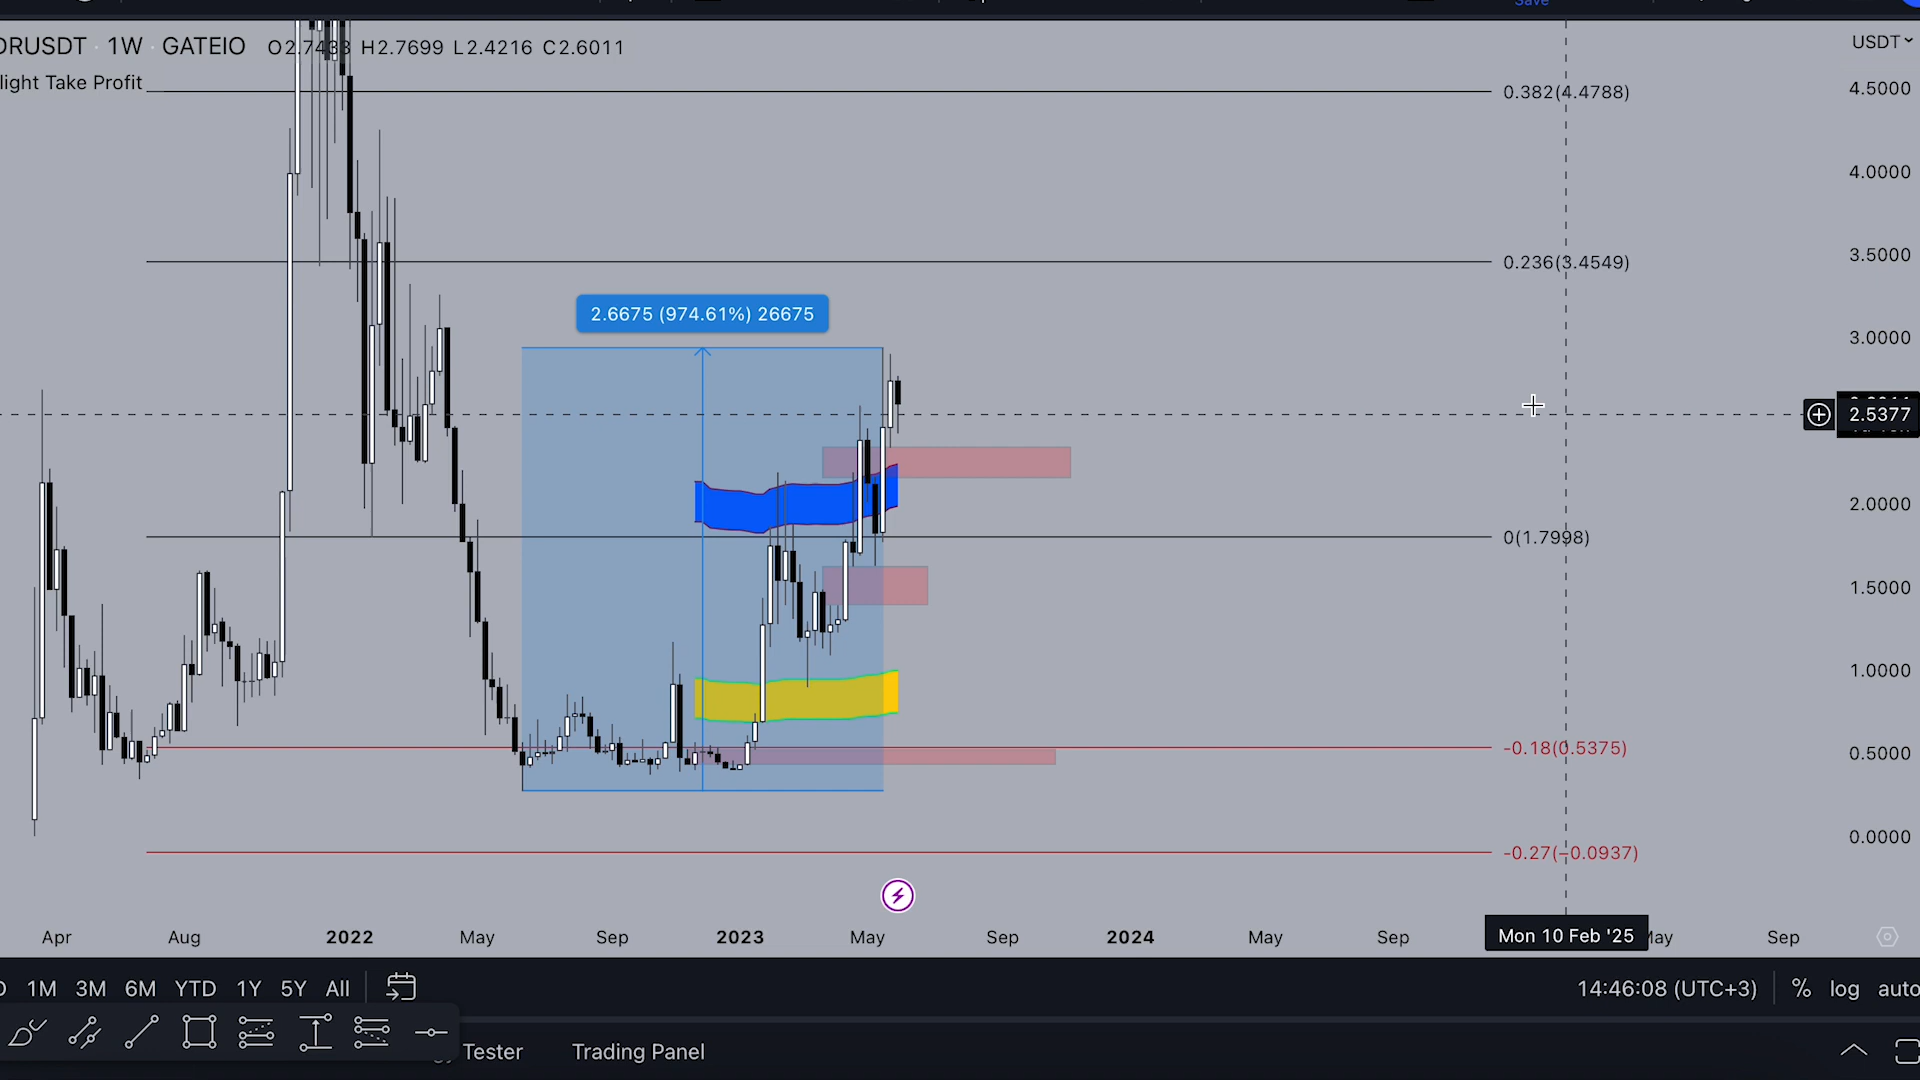 Save
DRUSDT · 1W · GATEIO O2.7433 H2.7699 L2.4216 C2.6011
USDT
light Take Profit
0.382(4.4788)
4.5000
4.0000
3.5000
0.236(3.4549)
2.6675 (974.61%) 26675
3.0000
2.5377
2.0000
0(1.7998)
1.5000
1.0000
-0.18(0.5375)
0.5000
0.0000
-0.27(-0.0937)
Apr Aug 2022 May Sep 2023 May Sep 2024 May Sep Mon 10 Feb '25 May Sep
1M 3M 6M YTD 1Y 5Y All
14:46:08 (UTC+3) % log auto
Tester Trading Panel